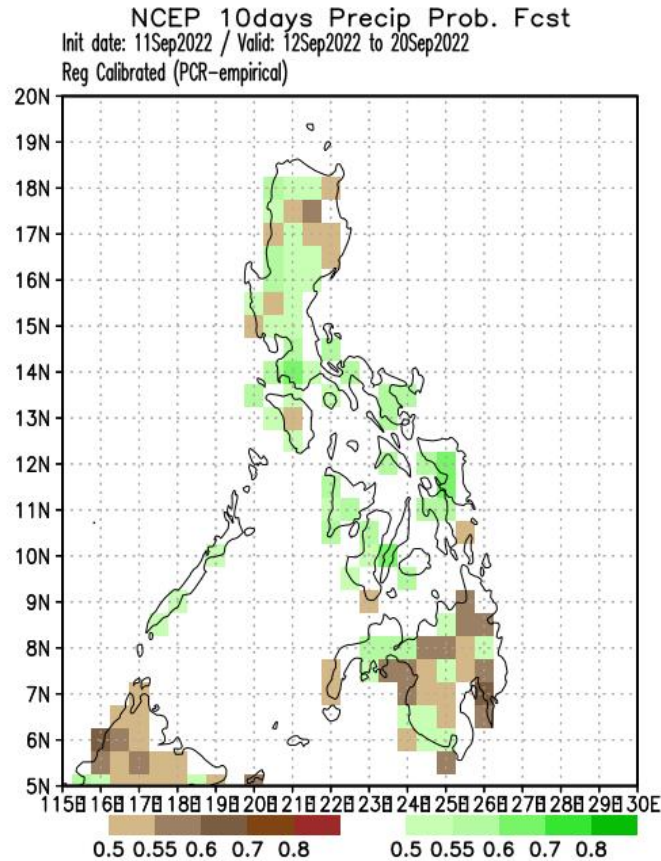 NCEP 10days Precip Prob. Fcst
Init date: 11Sep2022 / Valid: 12Sep2022 to 20Sep2022
Reg Calibrated (PCR-empirical)
20N
19N
18N
17N
16N
15N
14N
13N
12N
11N
10N
9N
8N
7N
6N
5N
115E 116E 117E 118E 119E 120E 121E 122E 123E 124E 125E 126E 127E 128E 129E 130E
0.5 0.55 0.6 0.7 0.8 0.5 0.55 0.6 0.7 0.8